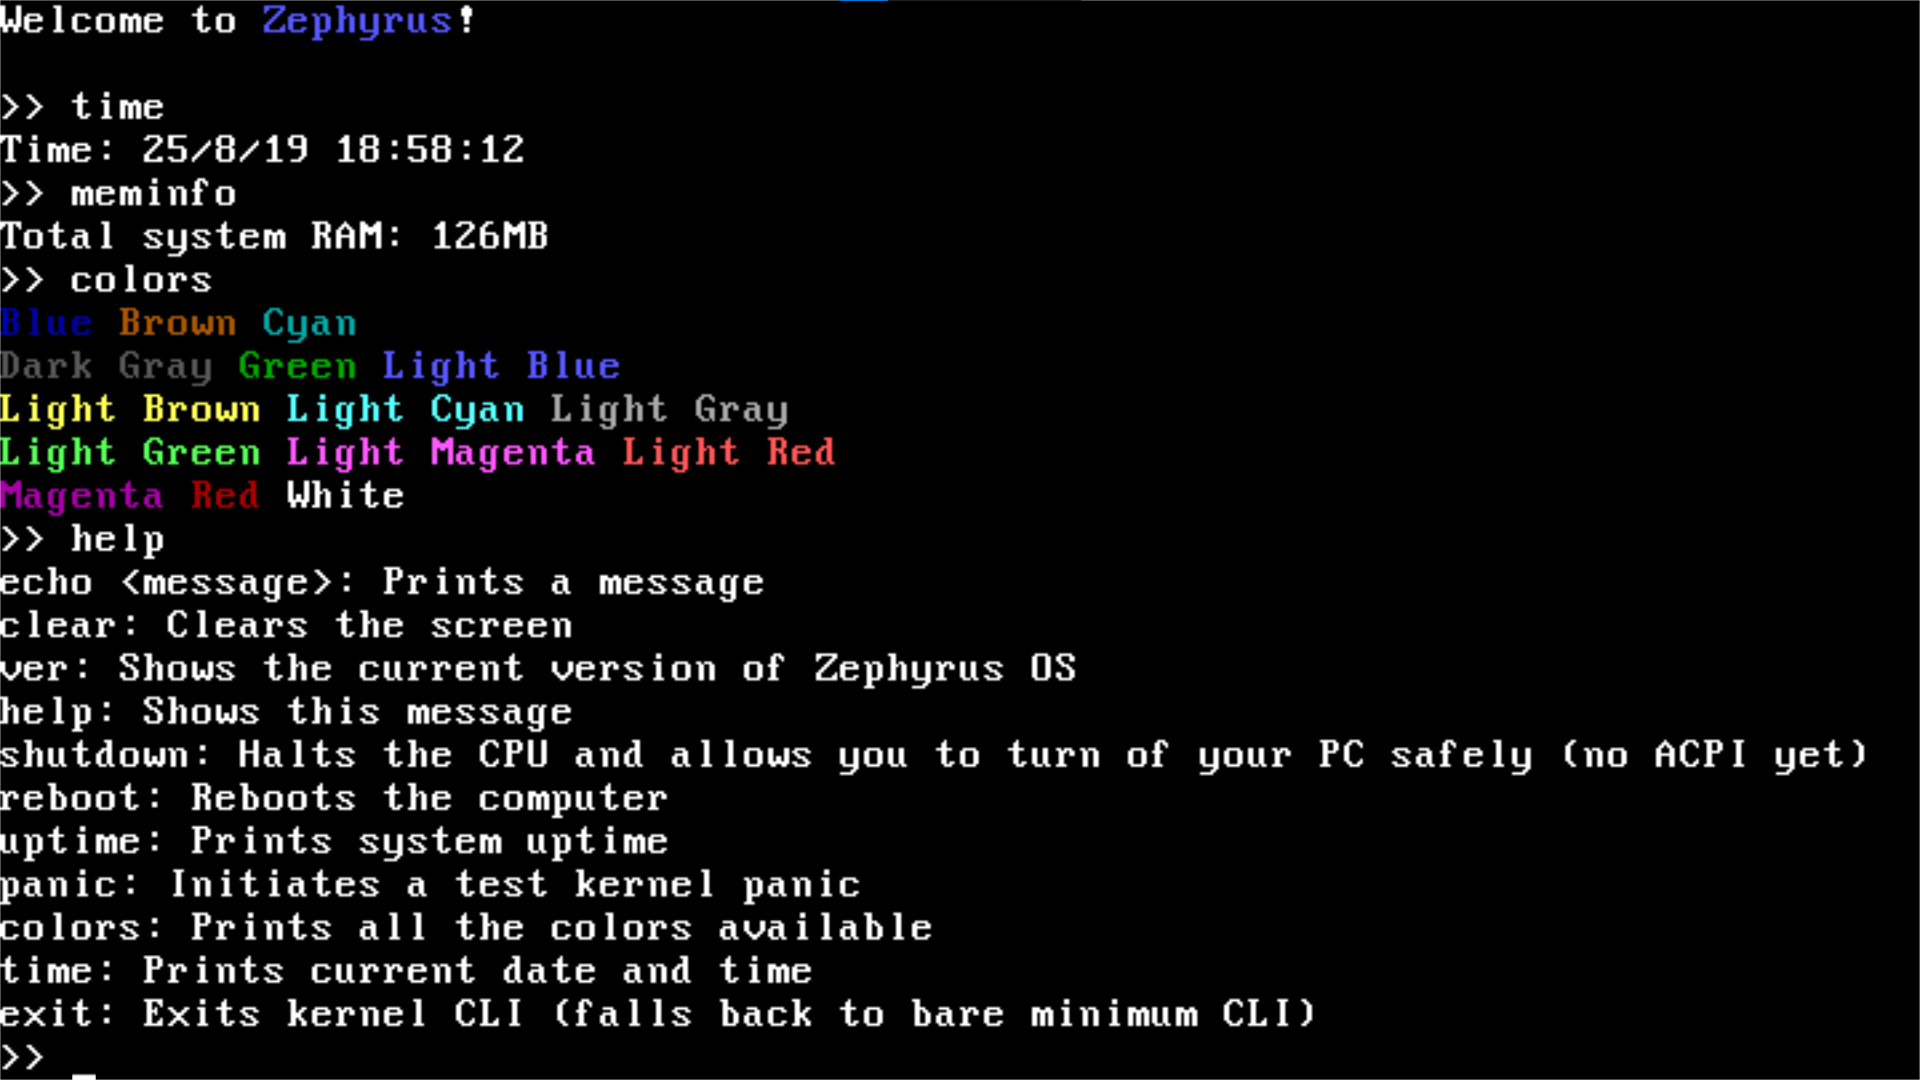 Welcome to Zephyrus!
>> time
Time: 25/8/19 18:58:12
>> meminfo
Total system RAM: 126MB
>> colors
Blue Brown Cyan
Dark Gray Green Light Blue
Light Brown Light Cyan Light Gray
Light Green Light Magenta Light Red
Magenta Red White
>> help
echo <message>: Prints a message
clear: Clears the screen
ver: Shows the current version of Zephyrus OS
help: Shows this message
shutdown: Halts the CPU and allows you to turn of your PC safely (no ACPI yet)
reboot: Reboots the computer
uptime: Prints system uptime
panic: Initiates a test kernel panic
colors: Prints all the colors available
time: Prints current date and time
exit: Exits kernel CLI (falls back to bare minimum CLI)
>> _